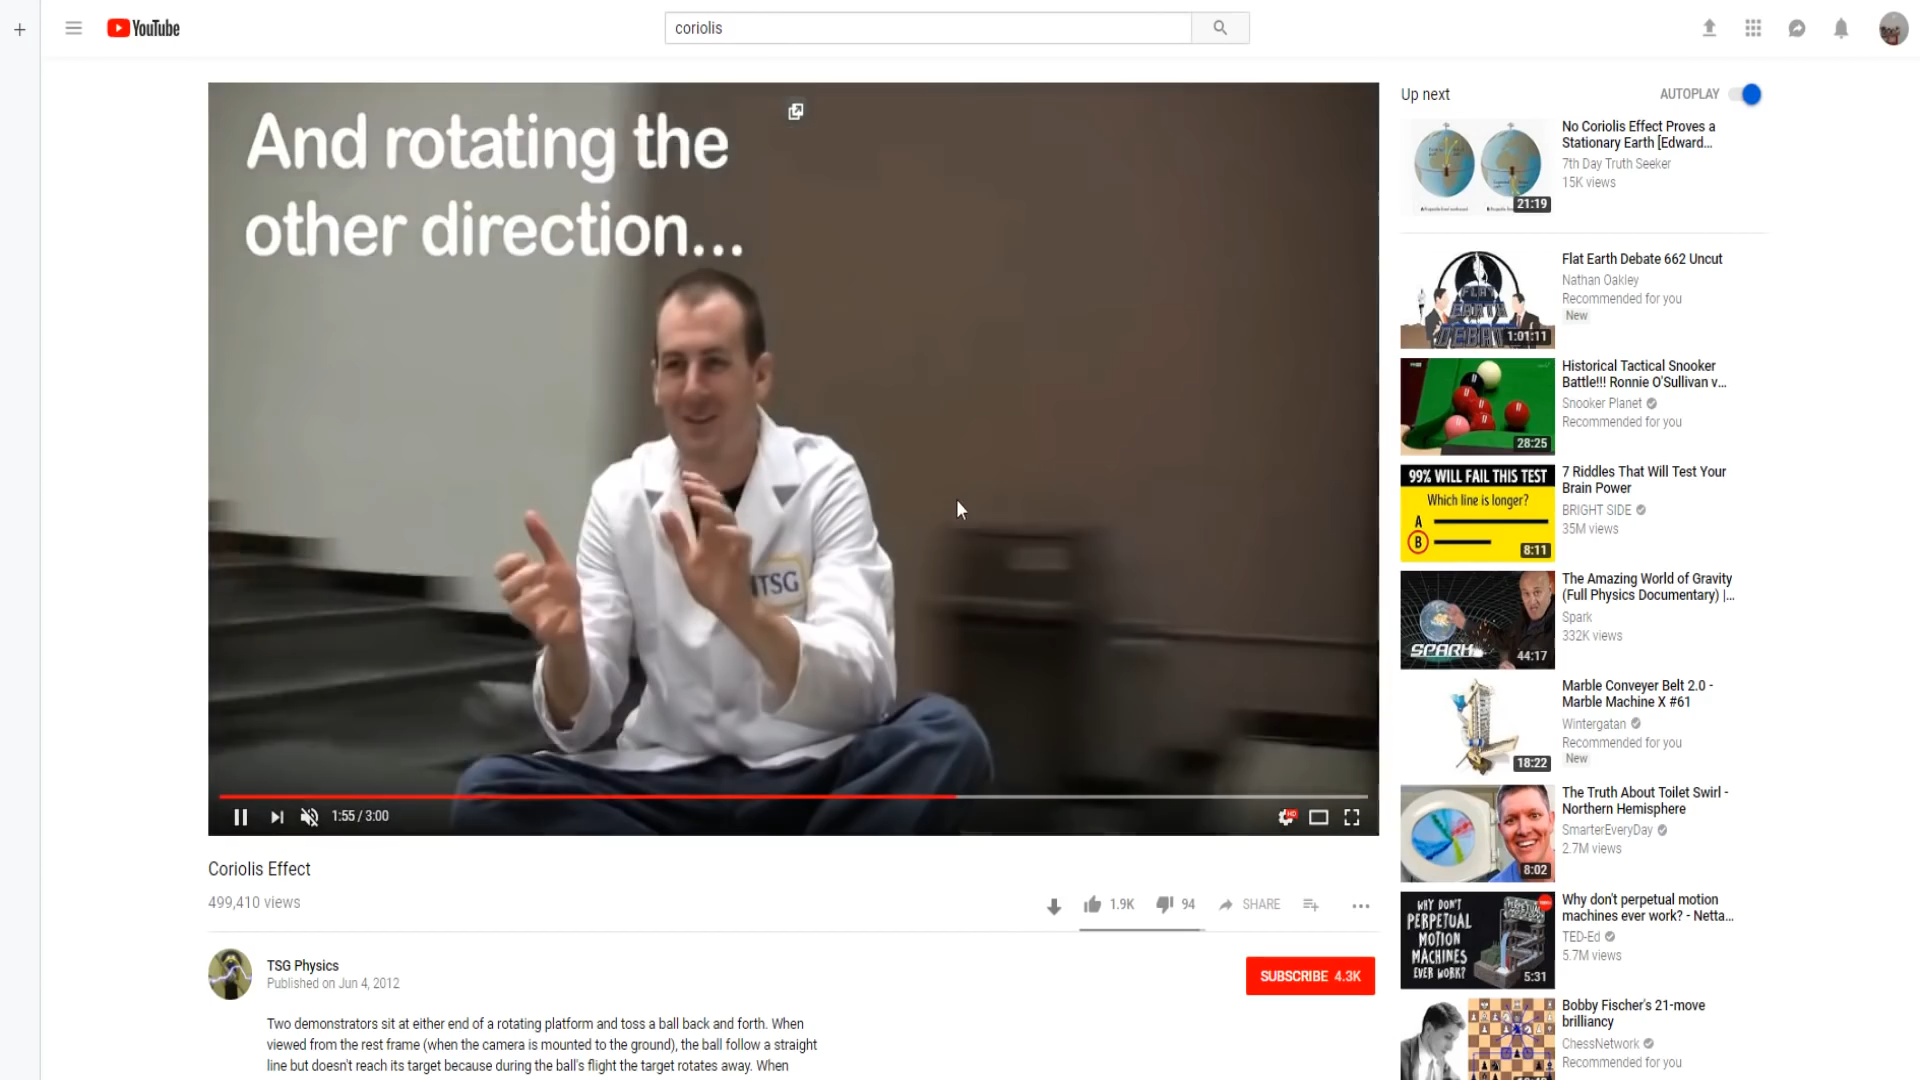 YouTube
coriolis
And rotating the
other direction...
TSG
1:55 / 3:00
HD
Coriolis Effect
499,410 views
1.9K
94
SHARE
TSG Physics
Published on Jun 4, 2012
SUBSCRIBE 4.3K
Two demonstrators sit at either end of a rotating platform and toss a ball back and forth. When
viewed from the rest frame (when the camera is mounted to the ground), the ball follow a straight
line but doesn't reach its target because during the ball's flight the target rotates away. When
Up next
AUTOPLAY
21:19
No Coriolis Effect Proves a
Stationary Earth [Edward...
7th Day Truth Seeker
15K views
FLAT
EARTH
DEBATE
1:01:11
Flat Earth Debate 662 Uncut
Nathan Oakley
Recommended for you
New
28:25
Historical Tactical Snooker
Battle!!! Ronnie O'Sullivan v...
Snooker Planet
Recommended for you
99% WILL FAIL THIS TEST
Which line is longer?
A
B
8:11
7 Riddles That Will Test Your
Brain Power
BRIGHT SIDE
35M views
SPARK
44:17
The Amazing World of Gravity
(Full Physics Documentary) |...
Spark
332K views
18:22
Marble Conveyer Belt 2.0 -
Marble Machine X #61
Wintergatan
Recommended for you
New
8:02
The Truth About Toilet Swirl -
Northern Hemisphere
SmarterEveryDay
2.7M views
WHY DON'T
PERPETUAL
MOTION
MACHINES
EVER WORK?
5:31
Why don't perpetual motion
machines ever work? - Netta...
TED-Ed
5.7M views
Bobby Fischer's 21-move
brilliancy
ChessNetwork
Recommended for you